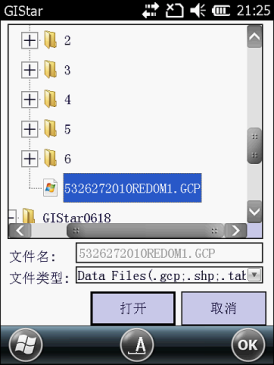 GIStar 21:25
2
3
4
5
6
5326272010REDOM1.GCP
GIStar0618
文件名: 5326272010REDOM1.GCP
文件类型: Data Files(.gcp;.shp;.tab
打开 取消
A OK